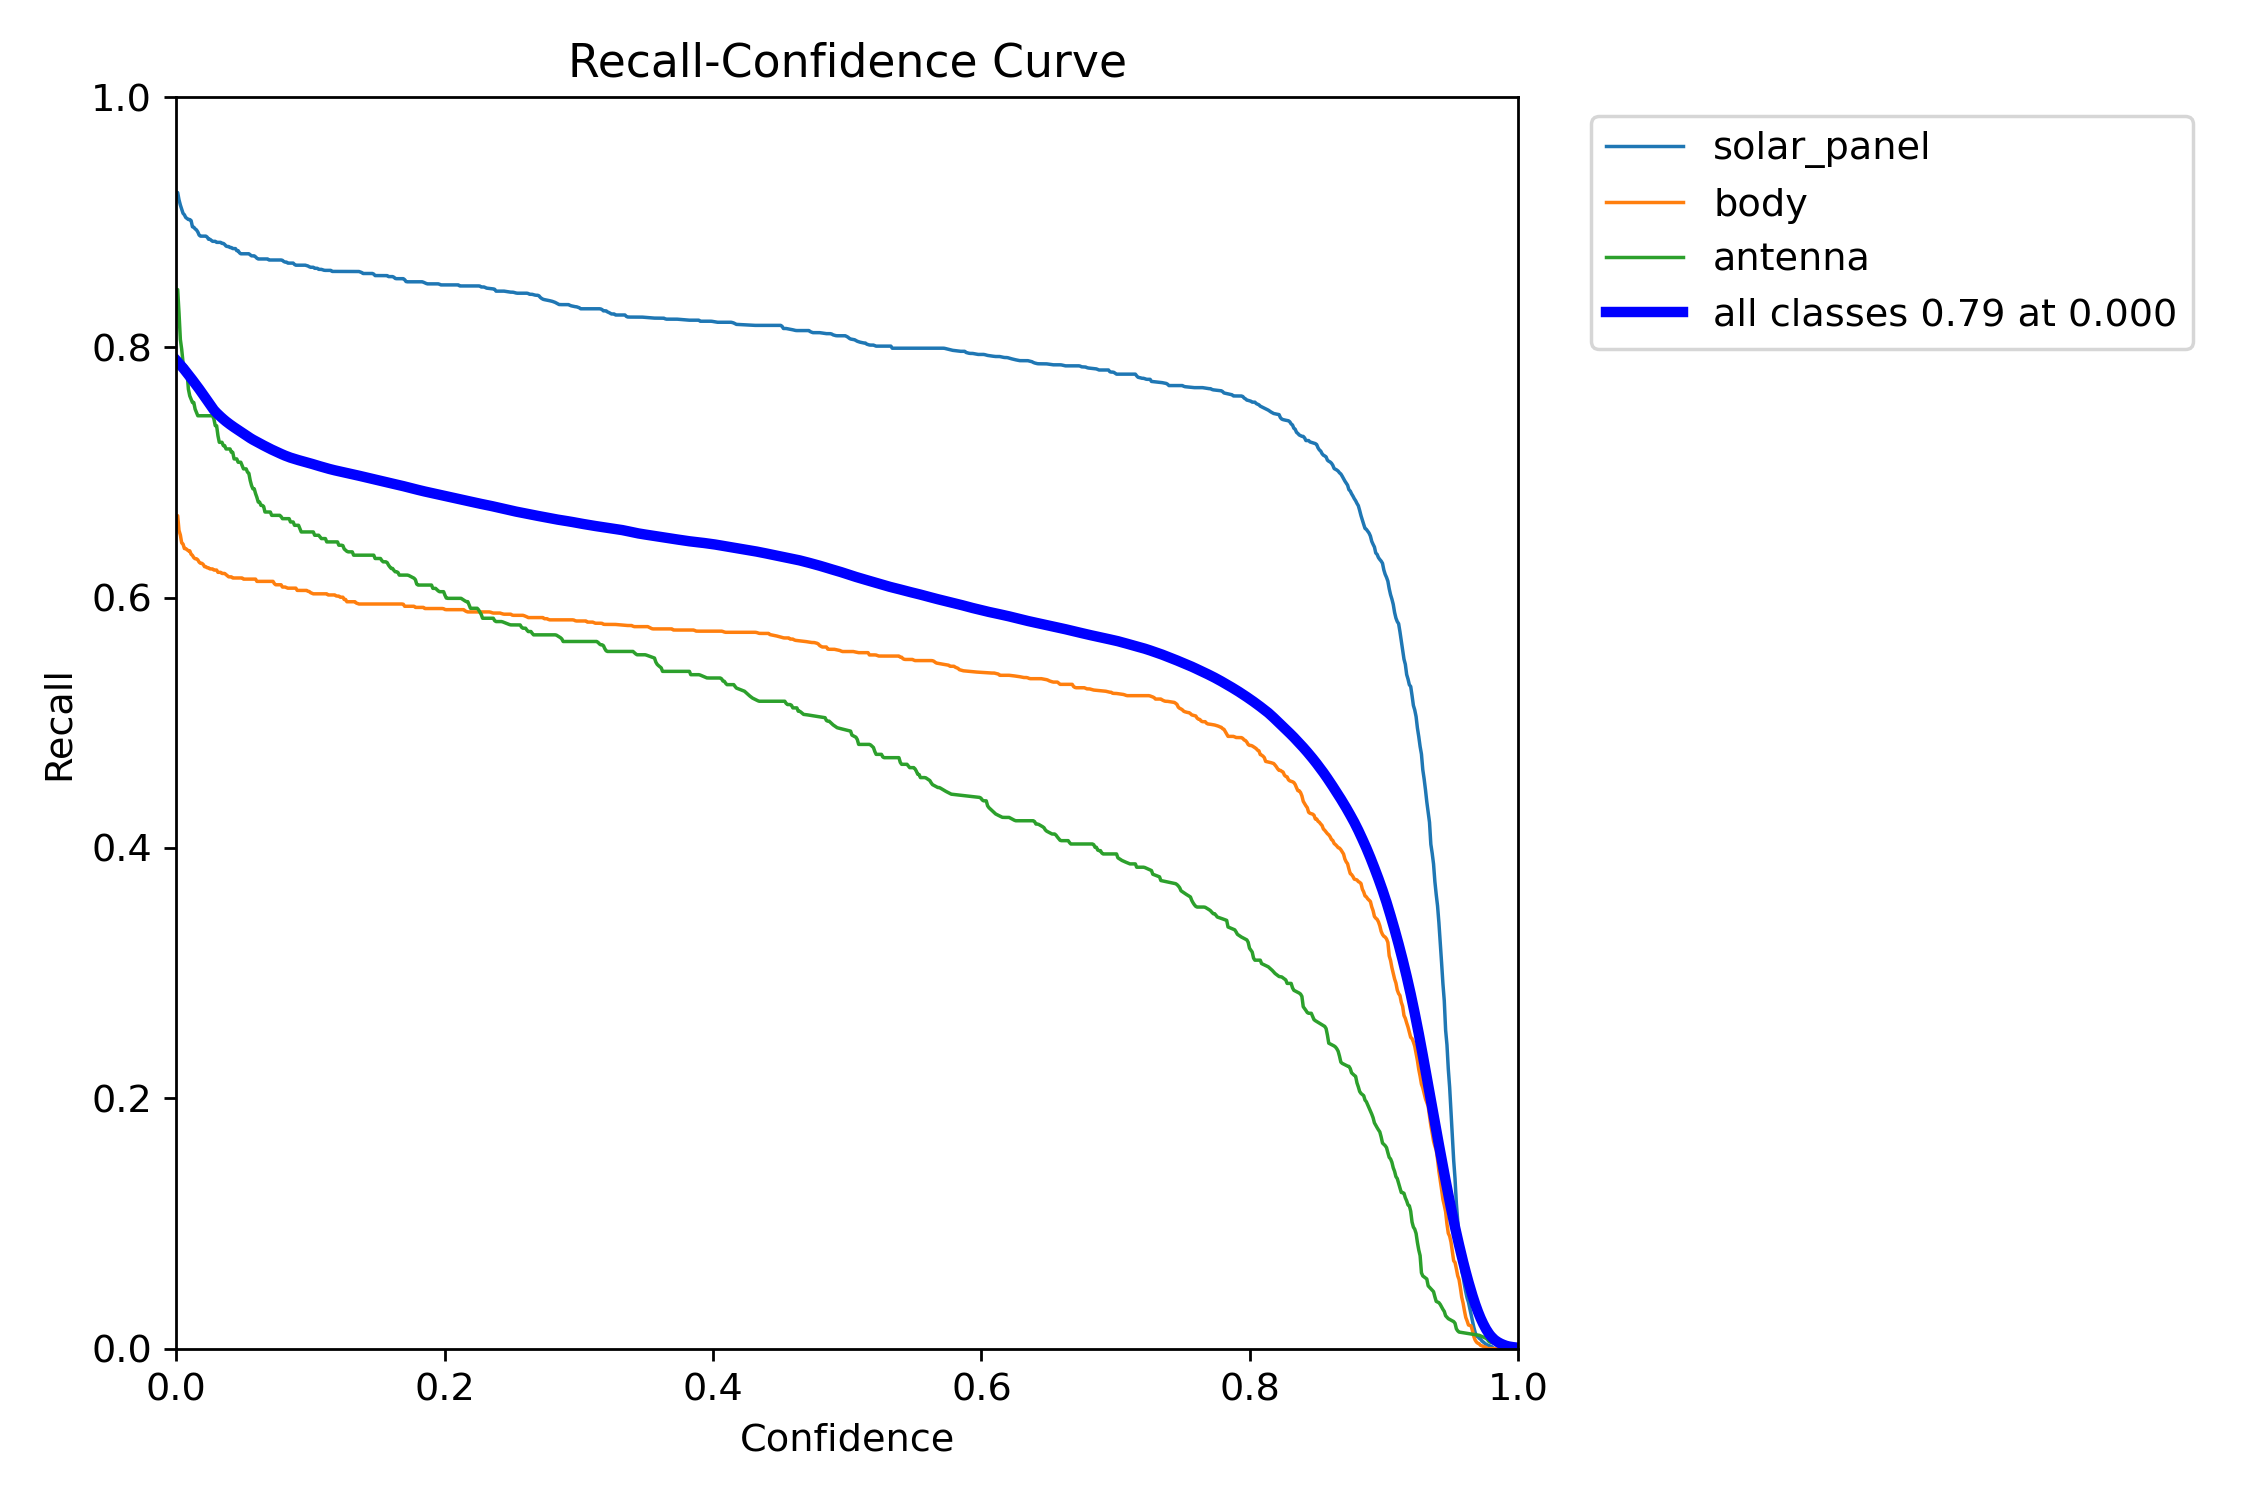 Recall-Confidence Curve
1.0
0.8
0.6
0.4
0.2
0.0
Recall
0.0 0.2 0.4 0.6 0.8 1.0
Confidence
solar_panel
body
antenna
all classes 0.79 at 0.000